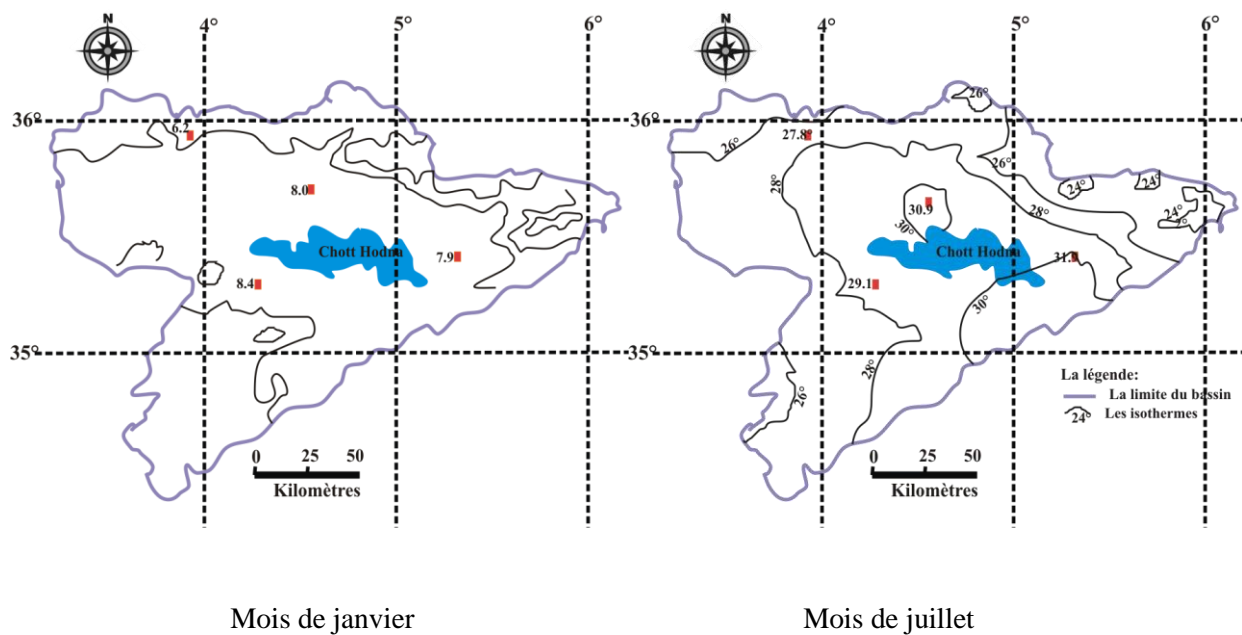 N
4°
5°
6°
36°
6.2
8.0
Chott Hodna
7.9
8.4
35°
0 25 50
Kilomètres
Mois de janvier
N
4°
5°
6°
36°
26°
27.8°
26°
26°
28°
24°
24°
24°
30.9
28°
30°
Chott Hodna
31.9
29.1
30°
35°
28°
26°
La légende:
La limite du bassin
24° Les isothermes
0 25 50
Kilomètres
Mois de juillet